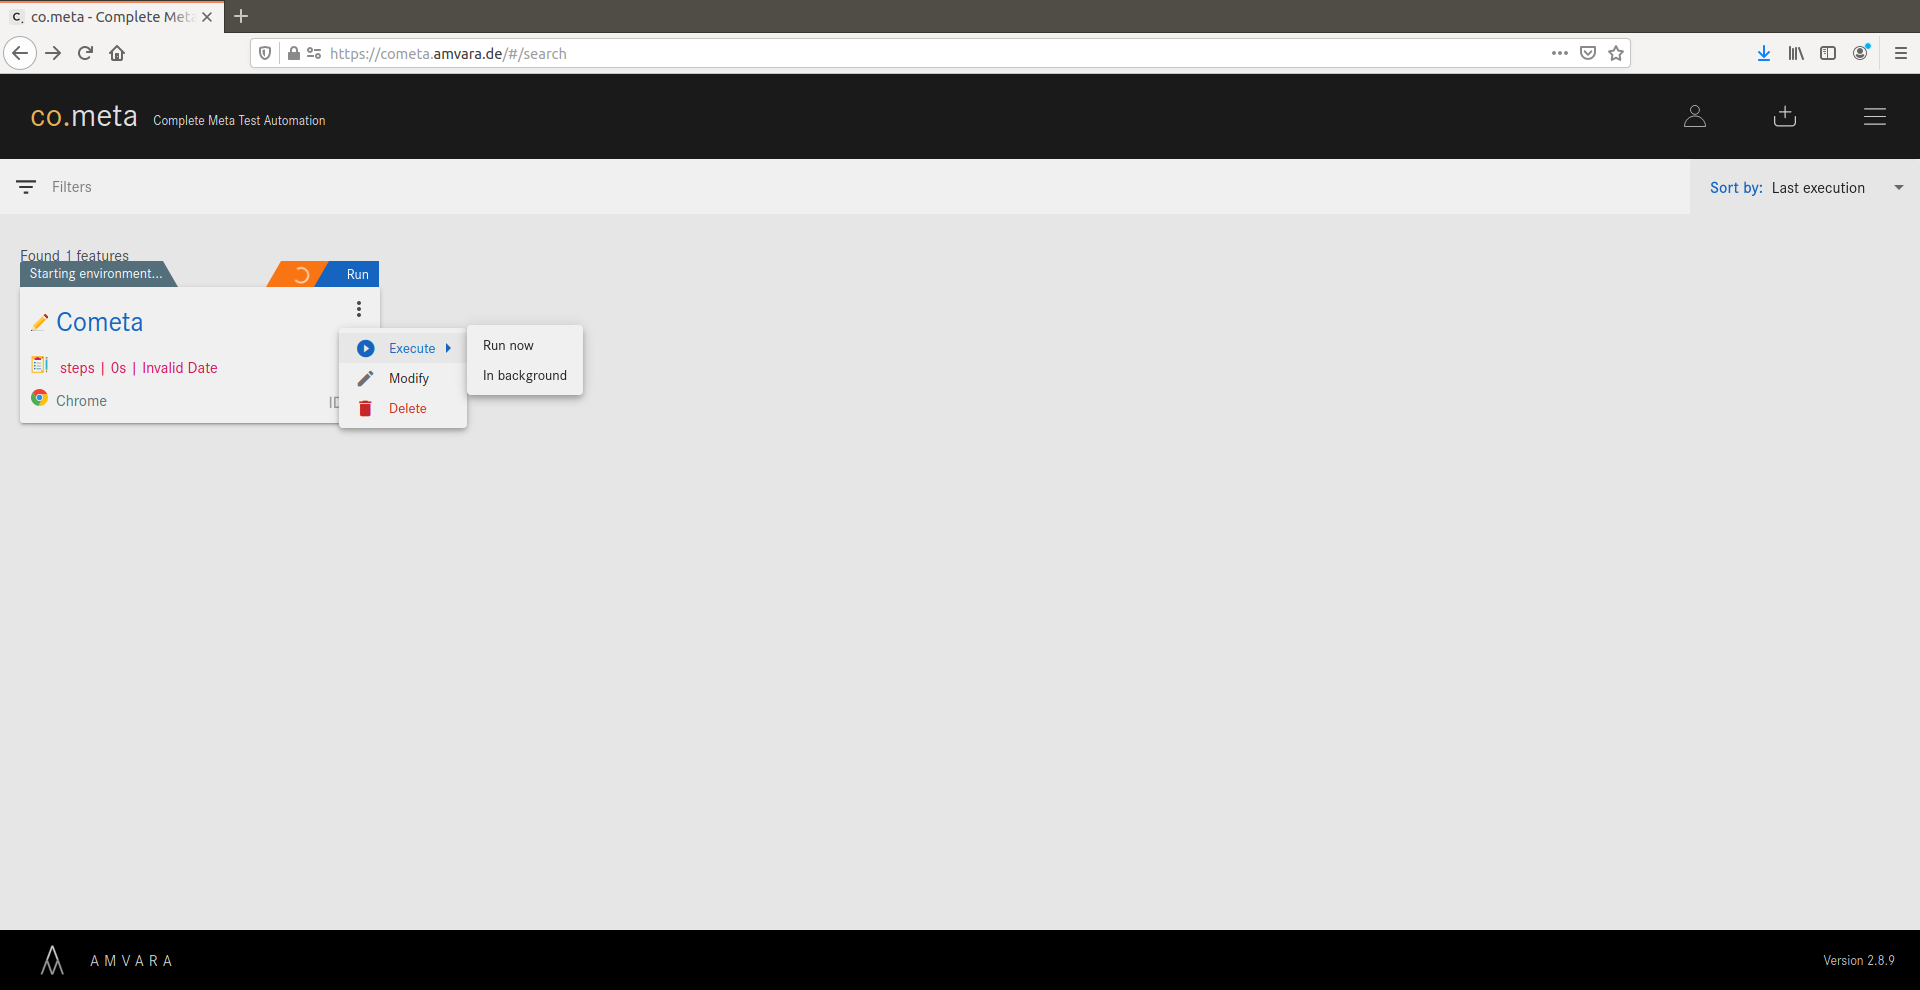 co.meta - Complete Met
https://cometa.amvara.de/#/search
co.meta Complete Meta Test Automation
Filters
Sort by: Last execution
Found 1 features
Starting environment...
Run
Cometa
steps | 0s | Invalid Date
Chrome
ID
Execute
Modify
Delete
Run now
In background
AMVARA
Version 2.8.9